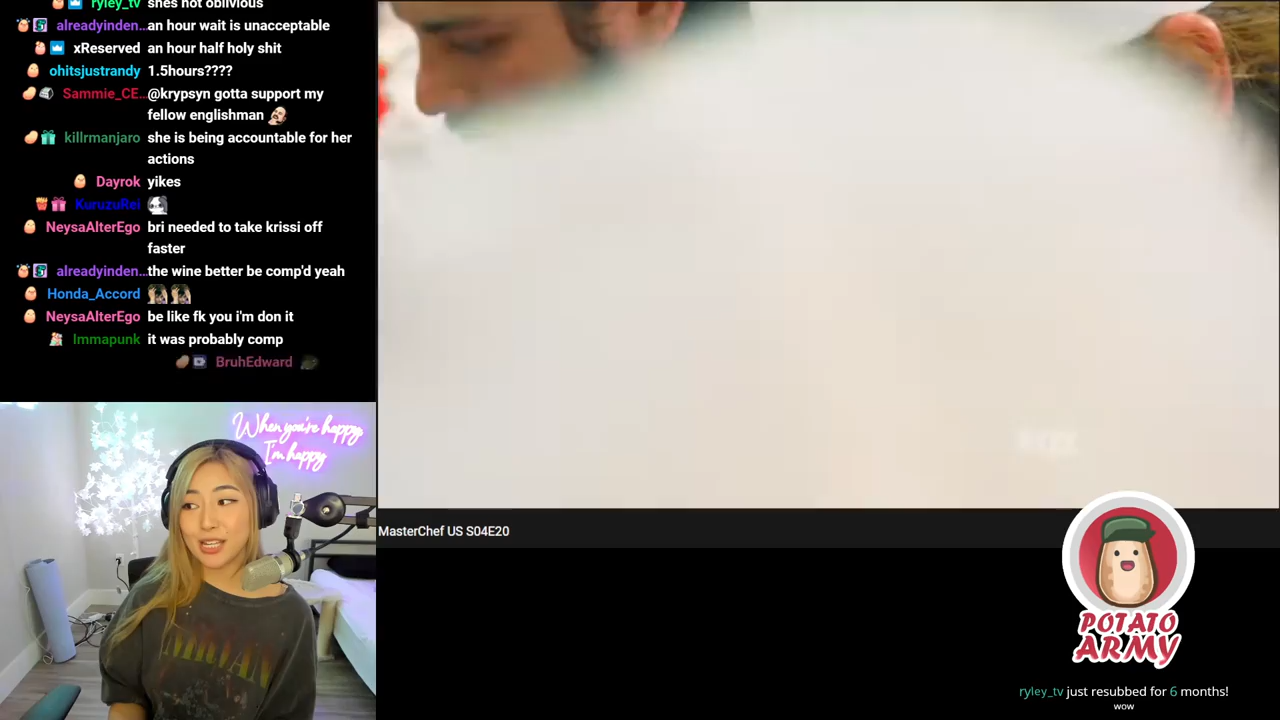 ryley_tv shes not oblivious
alreadyinden... an hour wait is unacceptable
xReserved an hour half holy shit
ohitsjustrandy 1.5hours????
Sammie_CE... @krypsyn gotta support my
fellow englishman
killrmanjaro she is being accountable for her
actions
Dayrok yikes
KuruzuRei
NeysaAlterEgo bri needed to take krissi off
faster
alreadyinden... the wine better be comp'd yeah
Honda_Accord
NeysaAlterEgo be like fk you i'm don it
Immapunk it was probably comp
BruhEdward
When you're happy
I'm happy
MasterChef US S04E20
POTATO
ARMY
ryley_tv just resubbed for 6 months!
wow